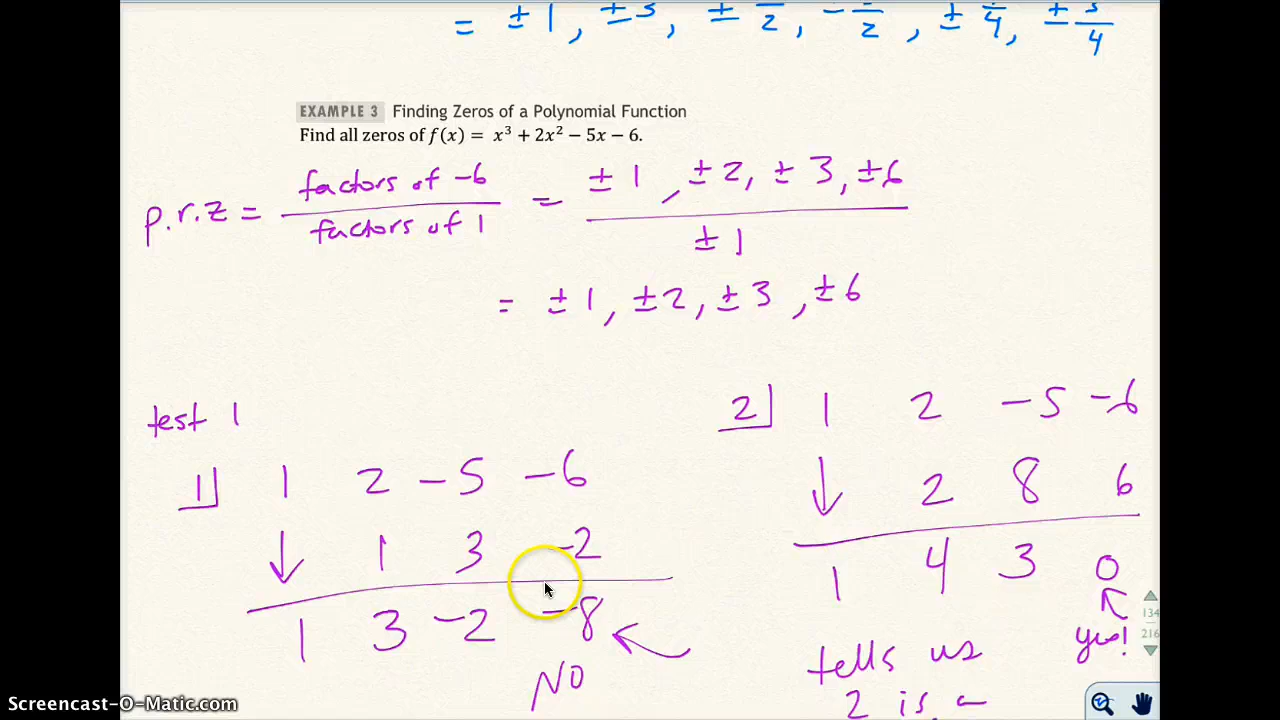 = ± 1, ± 3, ± /2, /2, ± /4, ± 3/4
EXAMPLE 3 Finding Zeros of a Polynomial Function
Find all zeros of f(x) = x³ + 2x² − 5x − 6.
p.r.z = factors of -6 / factors of 1 = ± 1, ± 2, ± 3, ± 6 / ± 1
= ± 1, ± 2, ± 3, ± 6
test 1
1] 1 2 -5 -6
↓ 1 3 -2
1 3 -2 -8
NO
2] 1 2 -5 -6
↓ 2 8 6
1 4 3 0
yes!
tells us
2 is a
134
216
Screencast-O-Matic.com